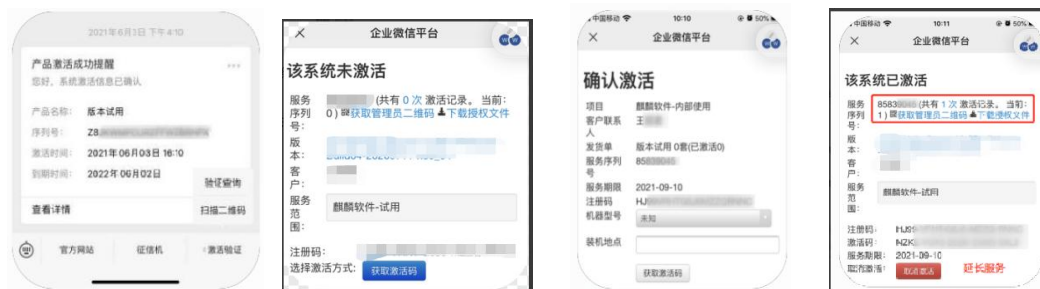 2021年6月3日 下午4:10
产品激活成功提醒
您好，系统激活信息已确认
产品名称： 版本试用
序列号： Z8
激活时间： 2021年06月03日 16:10
到期时间： 2022年06月02日
验证查询
查看详情
扫描二维码
官方网站
征信机
激活验证
企业微信平台
该系统未激活
服务序列号：
(共有 0 次 激活记录。 当前：
0) 获取管理员二维码 下载授权文件
版本：
客户：
服务范围：
麒麟软件-试用
注册码：
选择激活方式： 获取激活码
中国移动 10:10 50%
企业微信平台
确认激活
项目 麒麟软件-内部使用
客户联系人 王
发货单 版本试用 0套(已激活0)
服务序列号 85839045
服务期限 2021-09-10
注册码 HJ
机器型号 未知
装机地点
获取激活码
中国移动 10:11 50%
企业微信平台
该系统已激活
服务序列号：
85839 (共有 1 次 激活记录。 当前：
1) 获取管理员二维码 下载授权文件
版本：
客户：
服务范围：
麒麟软件-试用
注册码： HJS9
激活码： NZK
服务期限： 2021-09-10
取消激活： 取消激活 延长服务